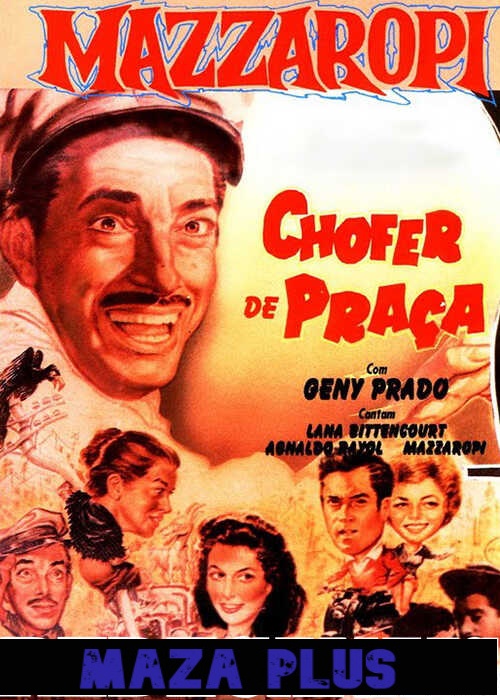 MAZZAROPI
CHOFER
DE PRAÇA
Com
GENY PRADO
Cantam
LANA BITTENCOURT
AGNALDO RAYOL MAZZAROPI
MAZA PLUS